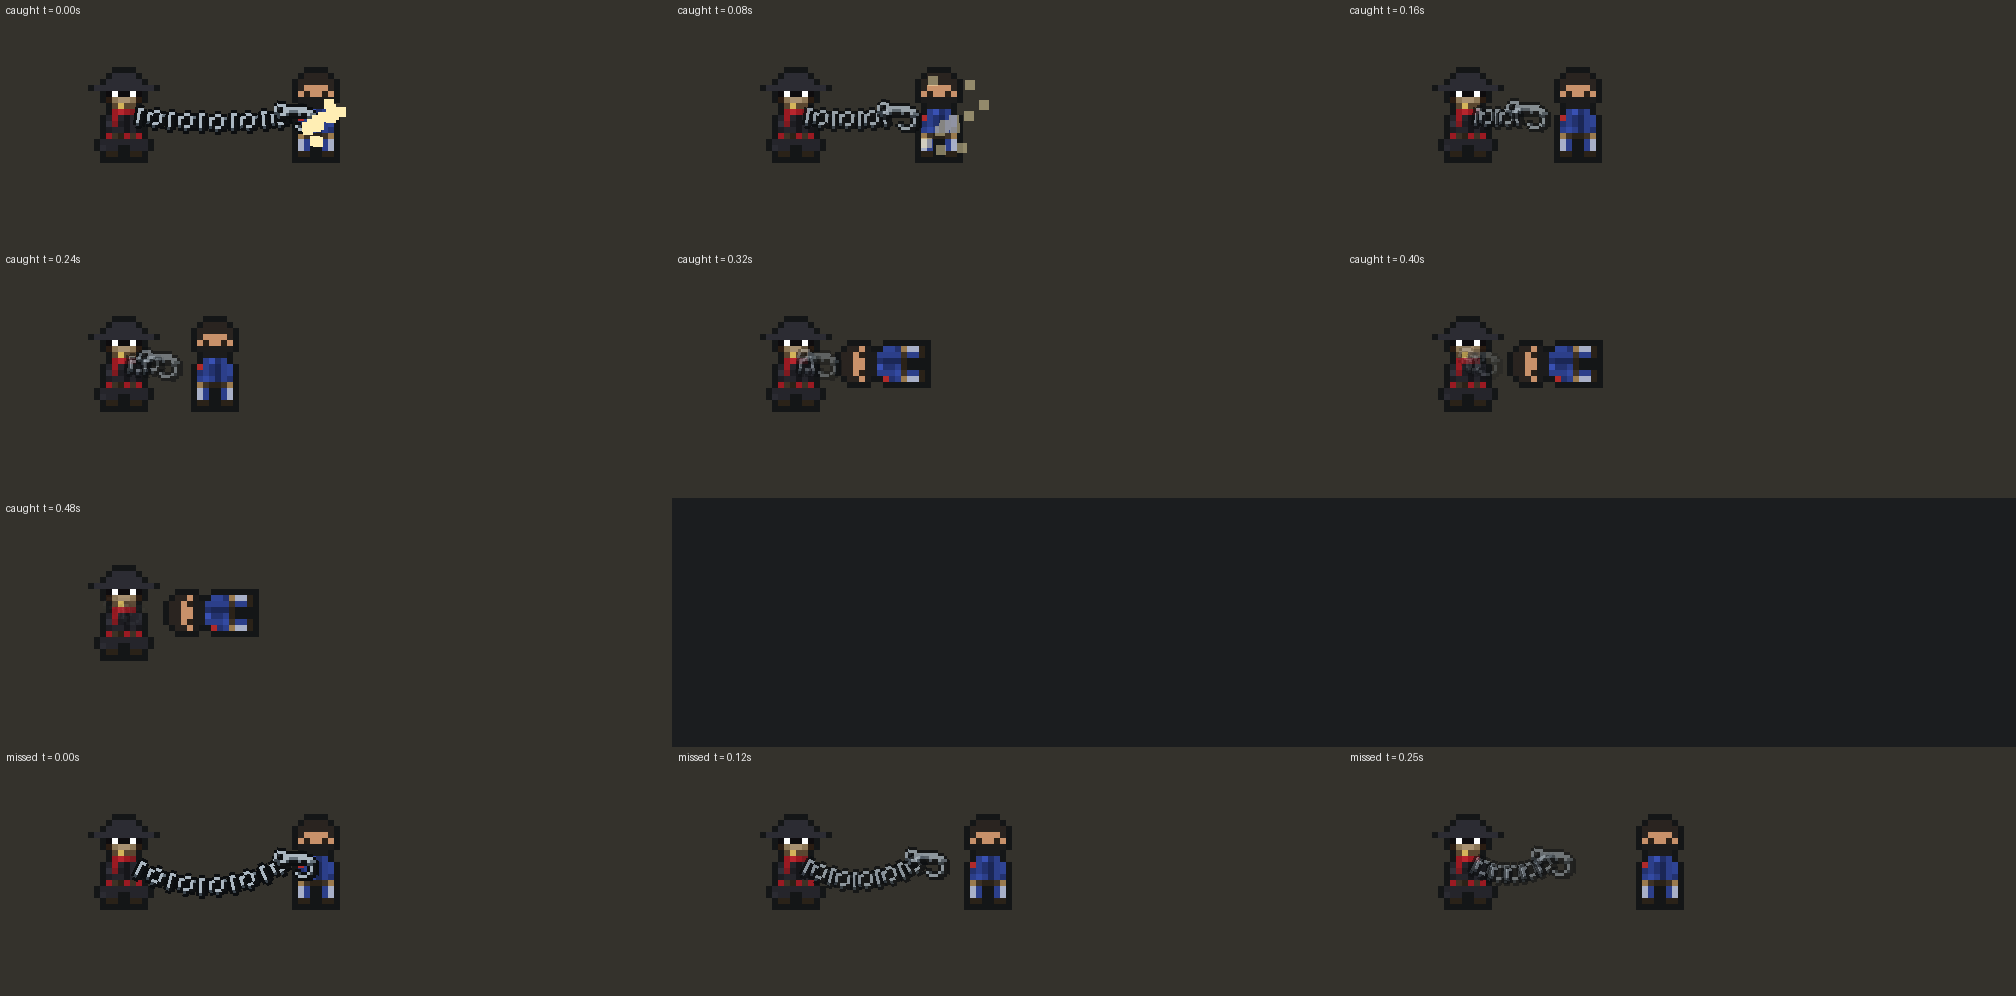 caught t = 0.00s
caught t = 0.08s
caught t = 0.16s
caught t = 0.24s
caught t = 0.32s
caught t = 0.40s
caught t = 0.48s
missed t = 0.00s
missed t = 0.12s
missed t = 0.25s